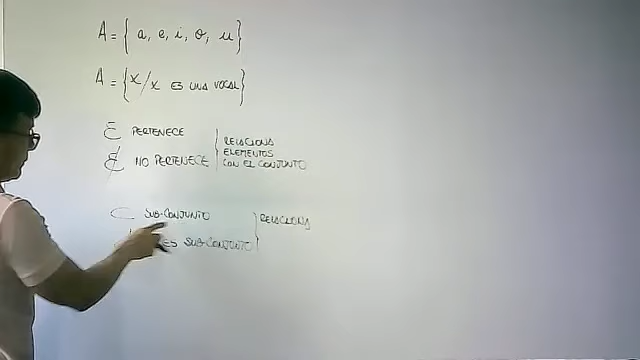 A = { a, e, i, o, u }
A = { x/x ES UNA VOCAL }
∈ PERTENECE
∉ NO PERTENECE
RELACIONA
ELEMENTOS
CON EL CONJUNTO
⊂ SUB-CONJUNTO
ES SUB-CONJUNTO
RELACIONA